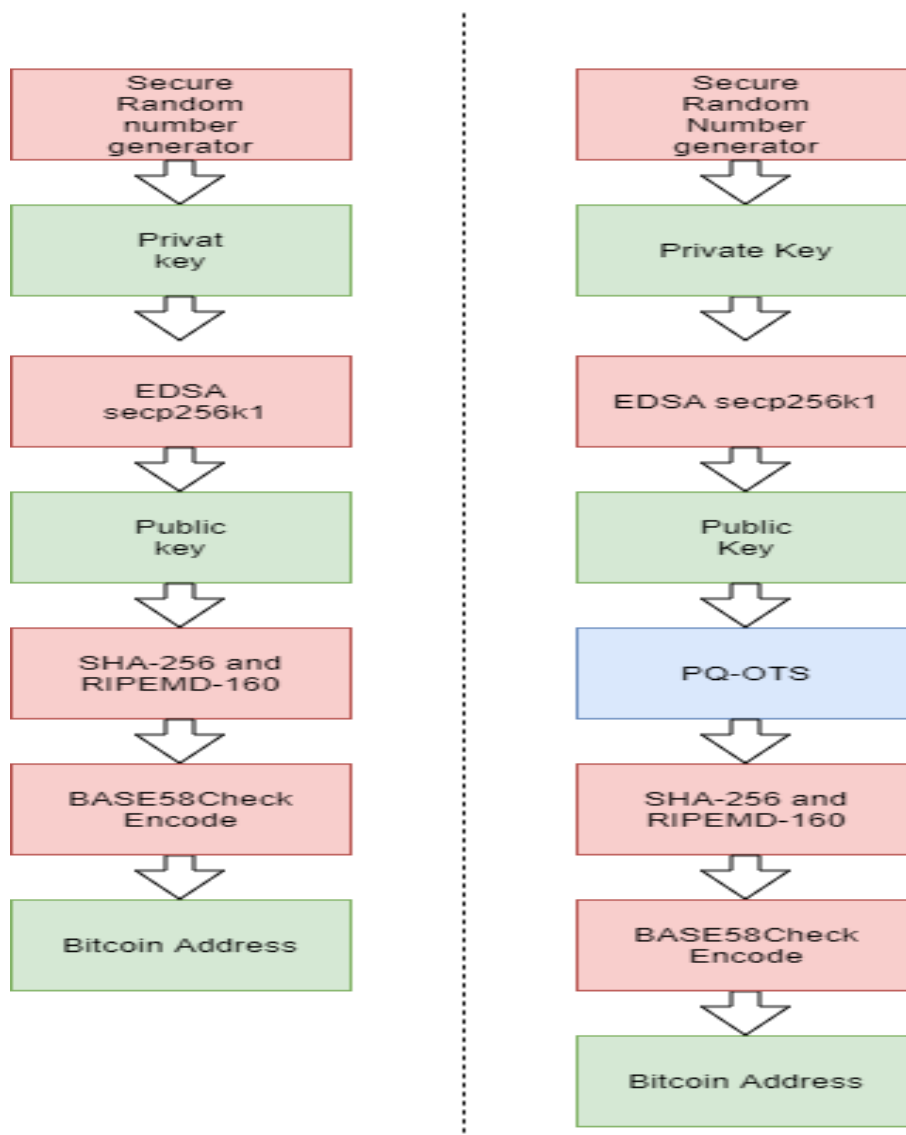 Secure
Random
number
generator
Privat
key
EDSA
secp256k1
Public
key
SHA-256 and
RIPEMD-160
BASE58Check
Encode
Bitcoin Address
Secure
Random
Number
generator
Private Key
EDSA secp256k1
Public
Key
PQ-OTS
SHA-256 and
RIPEMD-160
BASE58Check
Encode
Bitcoin Address